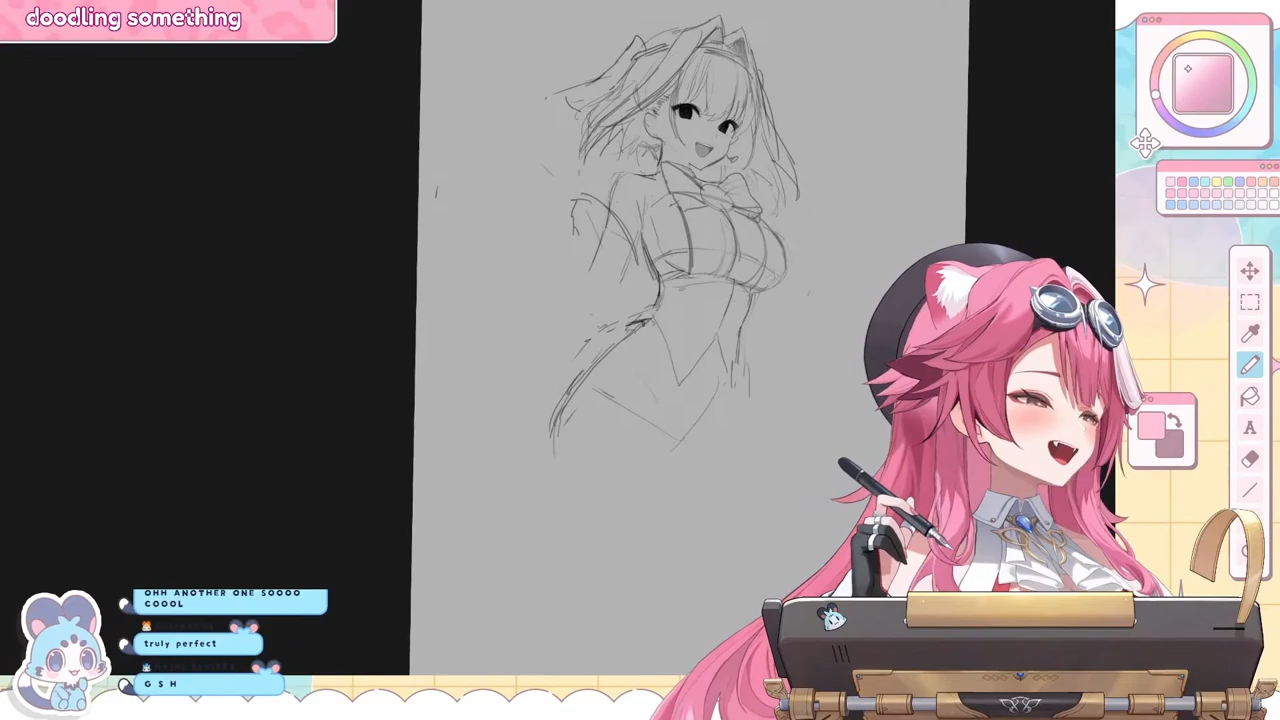 doodling something
OHH ANOTHER ONE SOOOO
COOOL
truly perfect
G S H
A